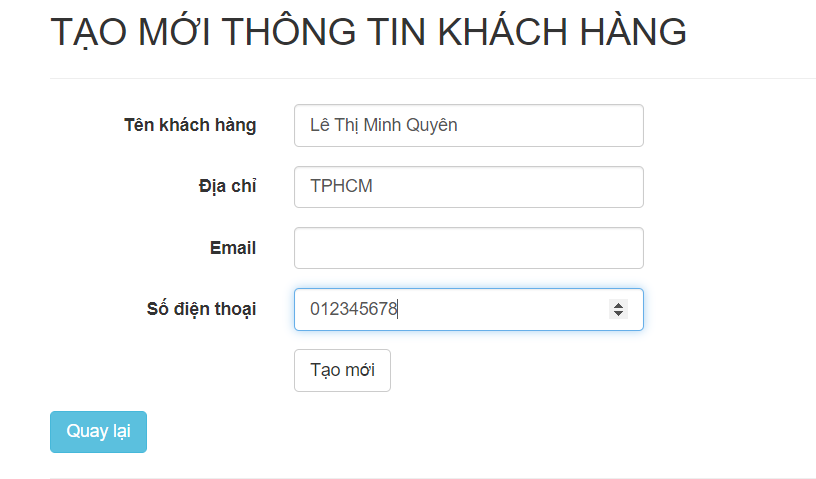 TẠO MỚI THÔNG TIN KHÁCH HÀNG
Tên khách hàng Lê Thị Minh Quyên
Địa chỉ TPHCM
Email
Số điện thoại 012345678
Tạo mới
Quay lại